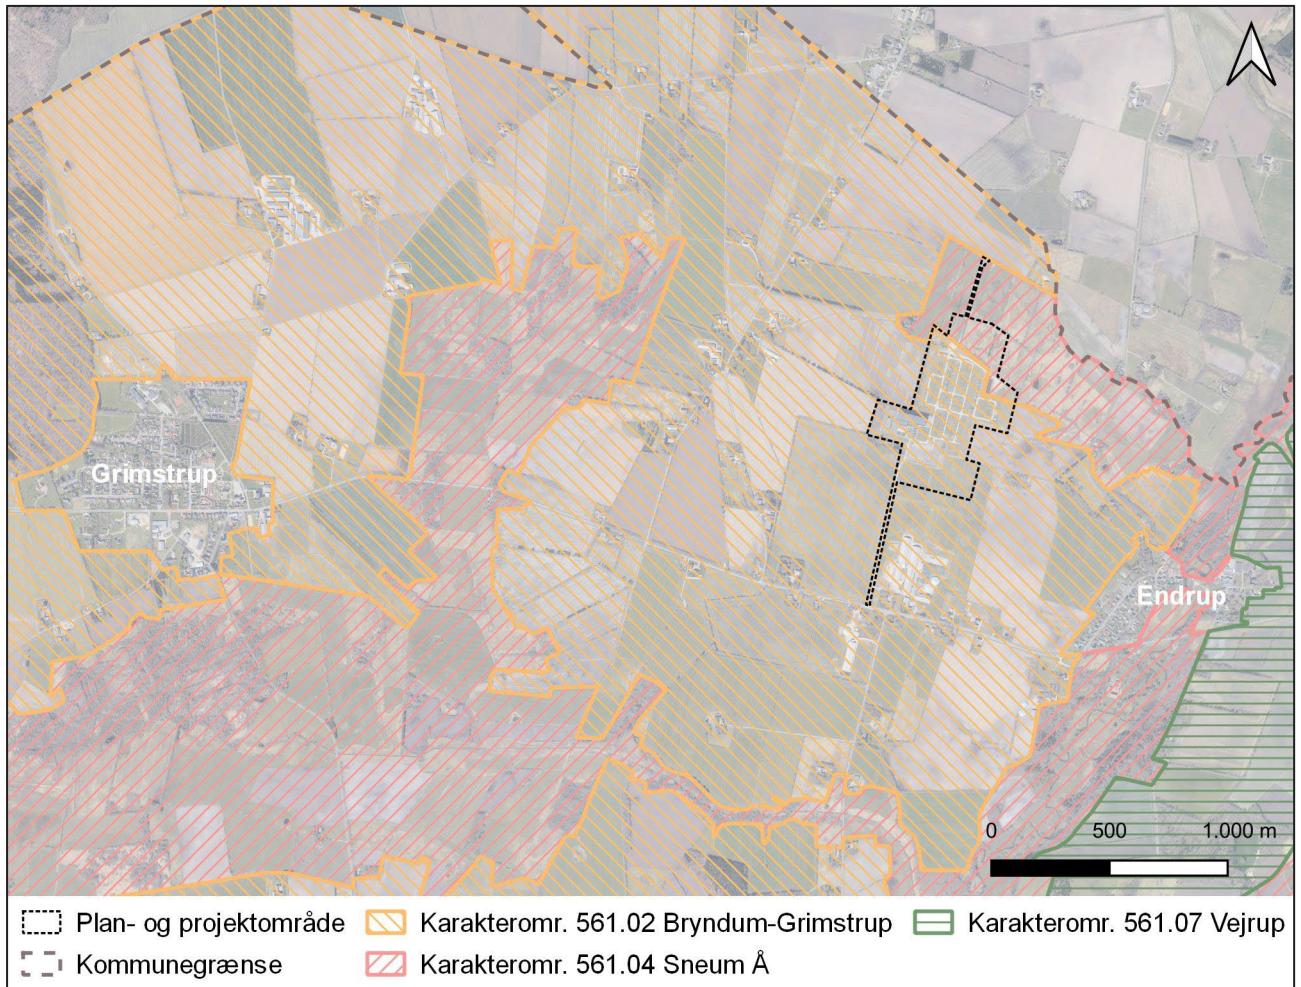 Grimstrup
Endrup
0 500 1.000 m
Plan- og projektområde
Karakteromr. 561.02 Bryndum-Grimstrup
Karakteromr. 561.07 Vejrup
Kommunegrænse
Karakteromr. 561.04 Sneum Å